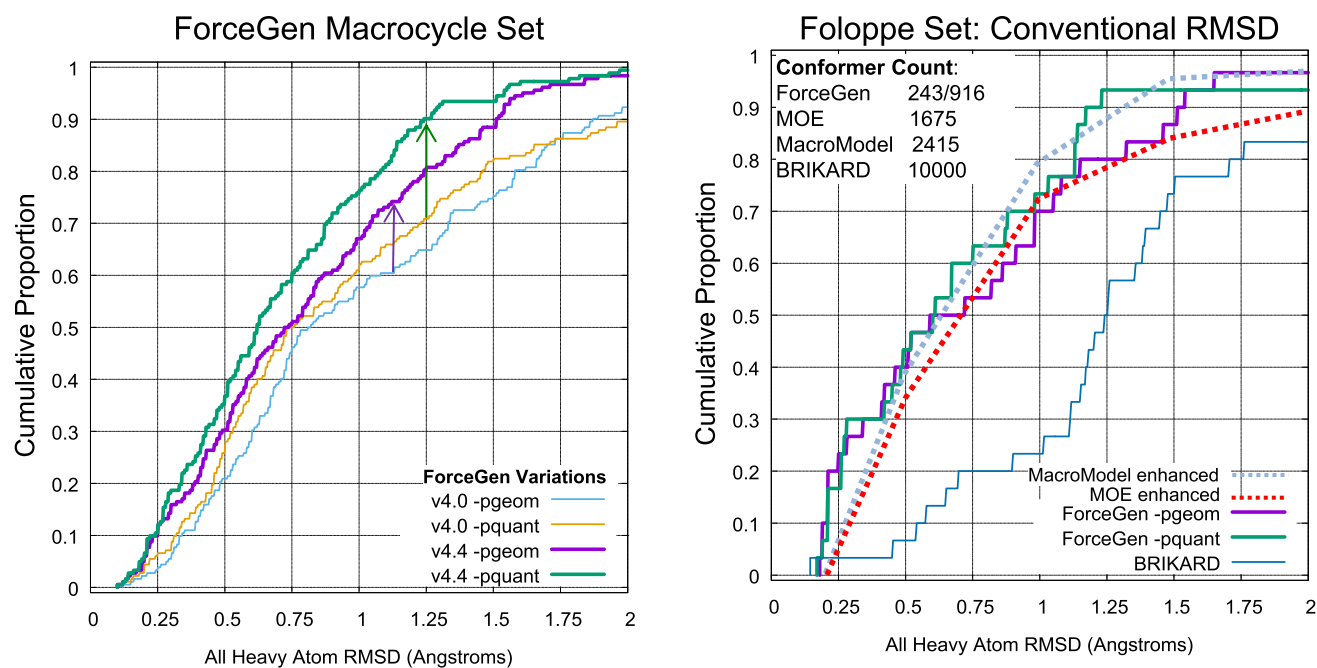 ForceGen Macrocycle Set
Cumulative Proportion
1
0.9
0.8
0.7
0.6
0.5
0.4
0.3
0.2
0.1
0
ForceGen Variations
v4.0 -pgeom
v4.0 -pquant
v4.4 -pgeom
v4.4 -pquant
0 0.25 0.5 0.75 1 1.25 1.5 1.75 2
All Heavy Atom RMSD (Angstroms)
Foloppe Set: Conventional RMSD
Cumulative Proportion
1
0.9
0.8
0.7
0.6
0.5
0.4
0.3
0.2
0.1
0
Conformer Count:
ForceGen 243/916
MOE 1675
MacroModel 2415
BRIKARD 10000
MacroModel enhanced
MOE enhanced
ForceGen -pgeom
ForceGen -pquant
BRIKARD
0 0.25 0.5 0.75 1 1.25 1.5 1.75 2
All Heavy Atom RMSD (Angstroms)